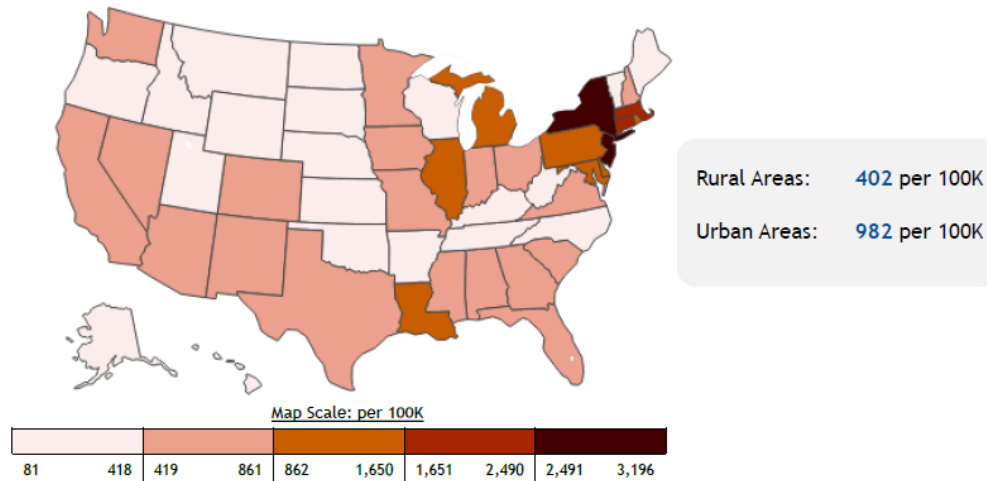 Rural Areas: 402 per 100K
Urban Areas: 982 per 100K
Map Scale: per 100K
81 418 419 861 862 1,650 1,651 2,490 2,491 3,196